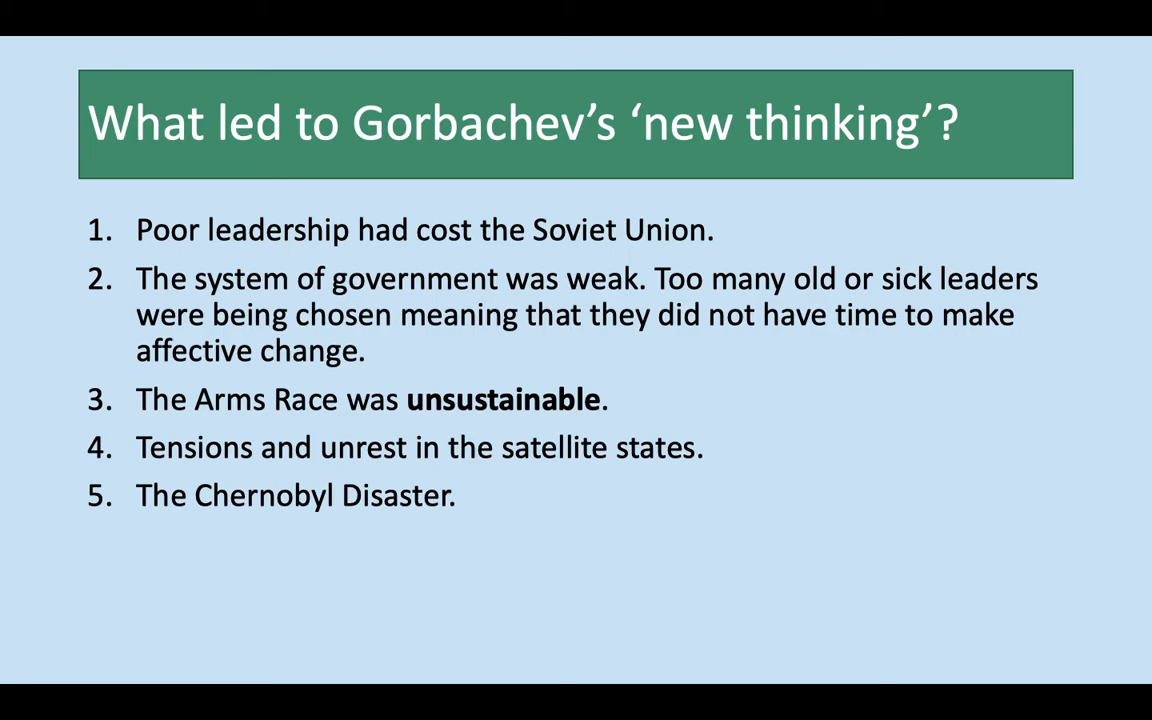 What led to Gorbachev’s ‘new thinking’?
1. Poor leadership had cost the Soviet Union.
2. The system of government was weak. Too many old or sick leaders
were being chosen meaning that they did not have time to make
affective change.
3. The Arms Race was unsustainable.
4. Tensions and unrest in the satellite states.
5. The Chernobyl Disaster.